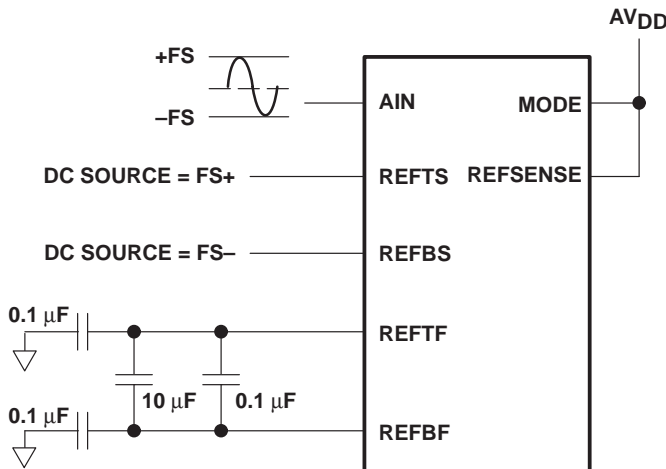 AVDD
+FS
–FS
AIN
MODE
DC SOURCE = FS+
REFTS
REFSENSE
DC SOURCE = FS–
REFBS
0.1 μF
REFTF
10 μF
0.1 μF
0.1 μF
REFBF